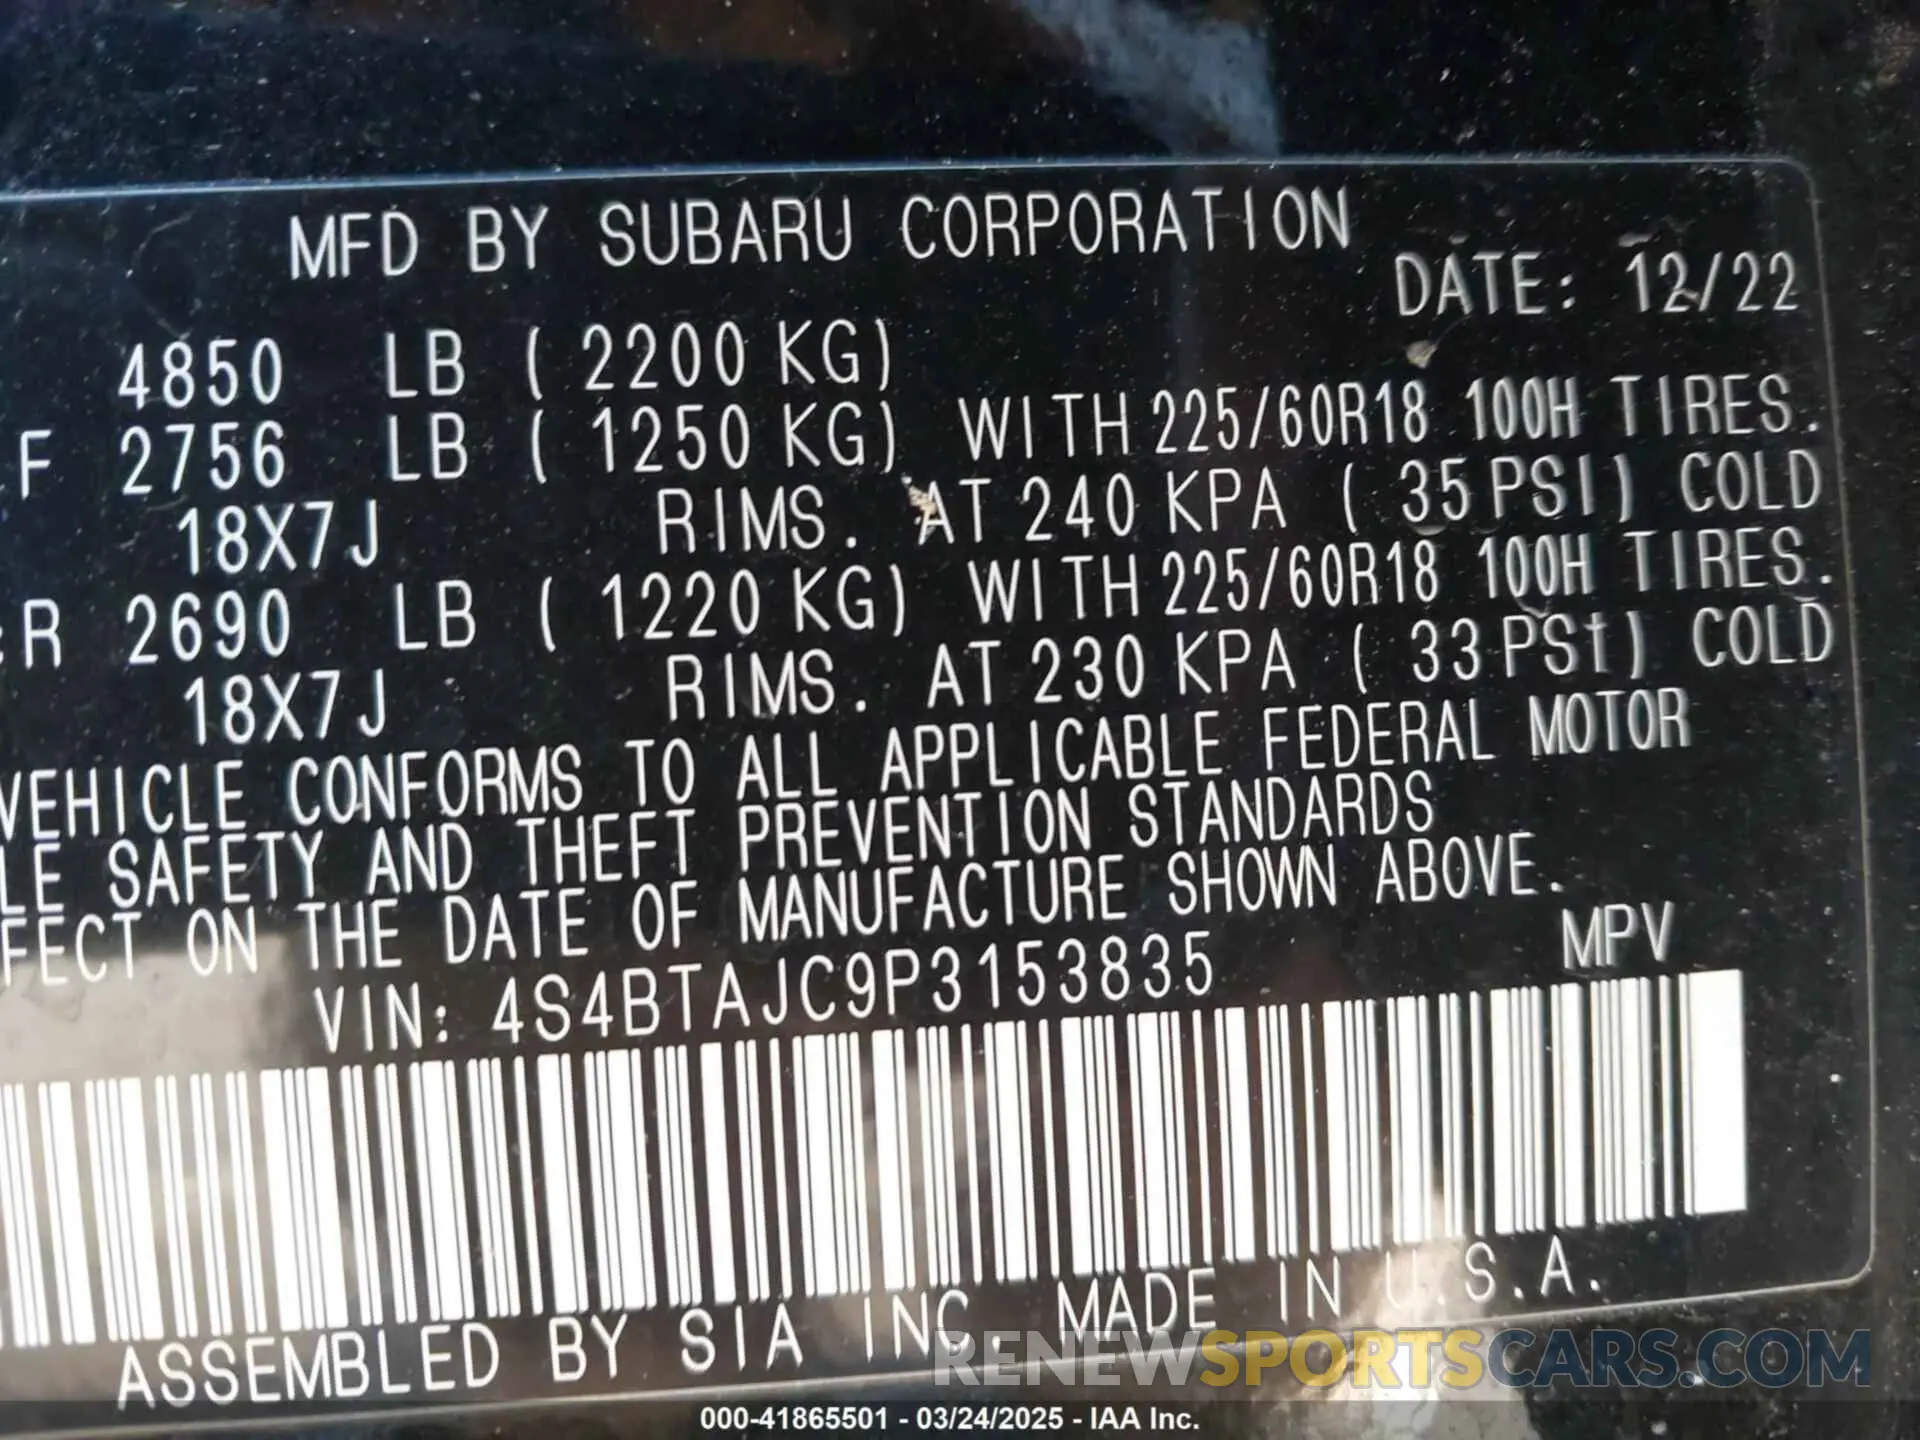 MFD BY SUBARU CORPORATION
DATE: 12/22
4850 LB ( 2200 KG)
F 2756 LB ( 1250 KG) WITH 225/60R18 100H TIRES.
18X7J RIMS. AT 240 KPA ( 35 PSI) COLD
R 2690 LB ( 1220 KG) WITH 225/60R18 100H TIRES.
18X7J RIMS. AT 230 KPA ( 33 PSI) COLD
VEHICLE CONFORMS TO ALL APPLICABLE FEDERAL MOTOR
LE SAFETY AND THEFT PREVENTION STANDARDS
FECT ON THE DATE OF MANUFACTURE SHOWN ABOVE.
VIN: 4S4BTAJC9P3153835 MPV
ASSEMBLED BY SIA INC. MADE IN U.S.A.
RENEWSPORTSCARS.COM
000-41865501 - 03/24/2025 - IAA Inc.